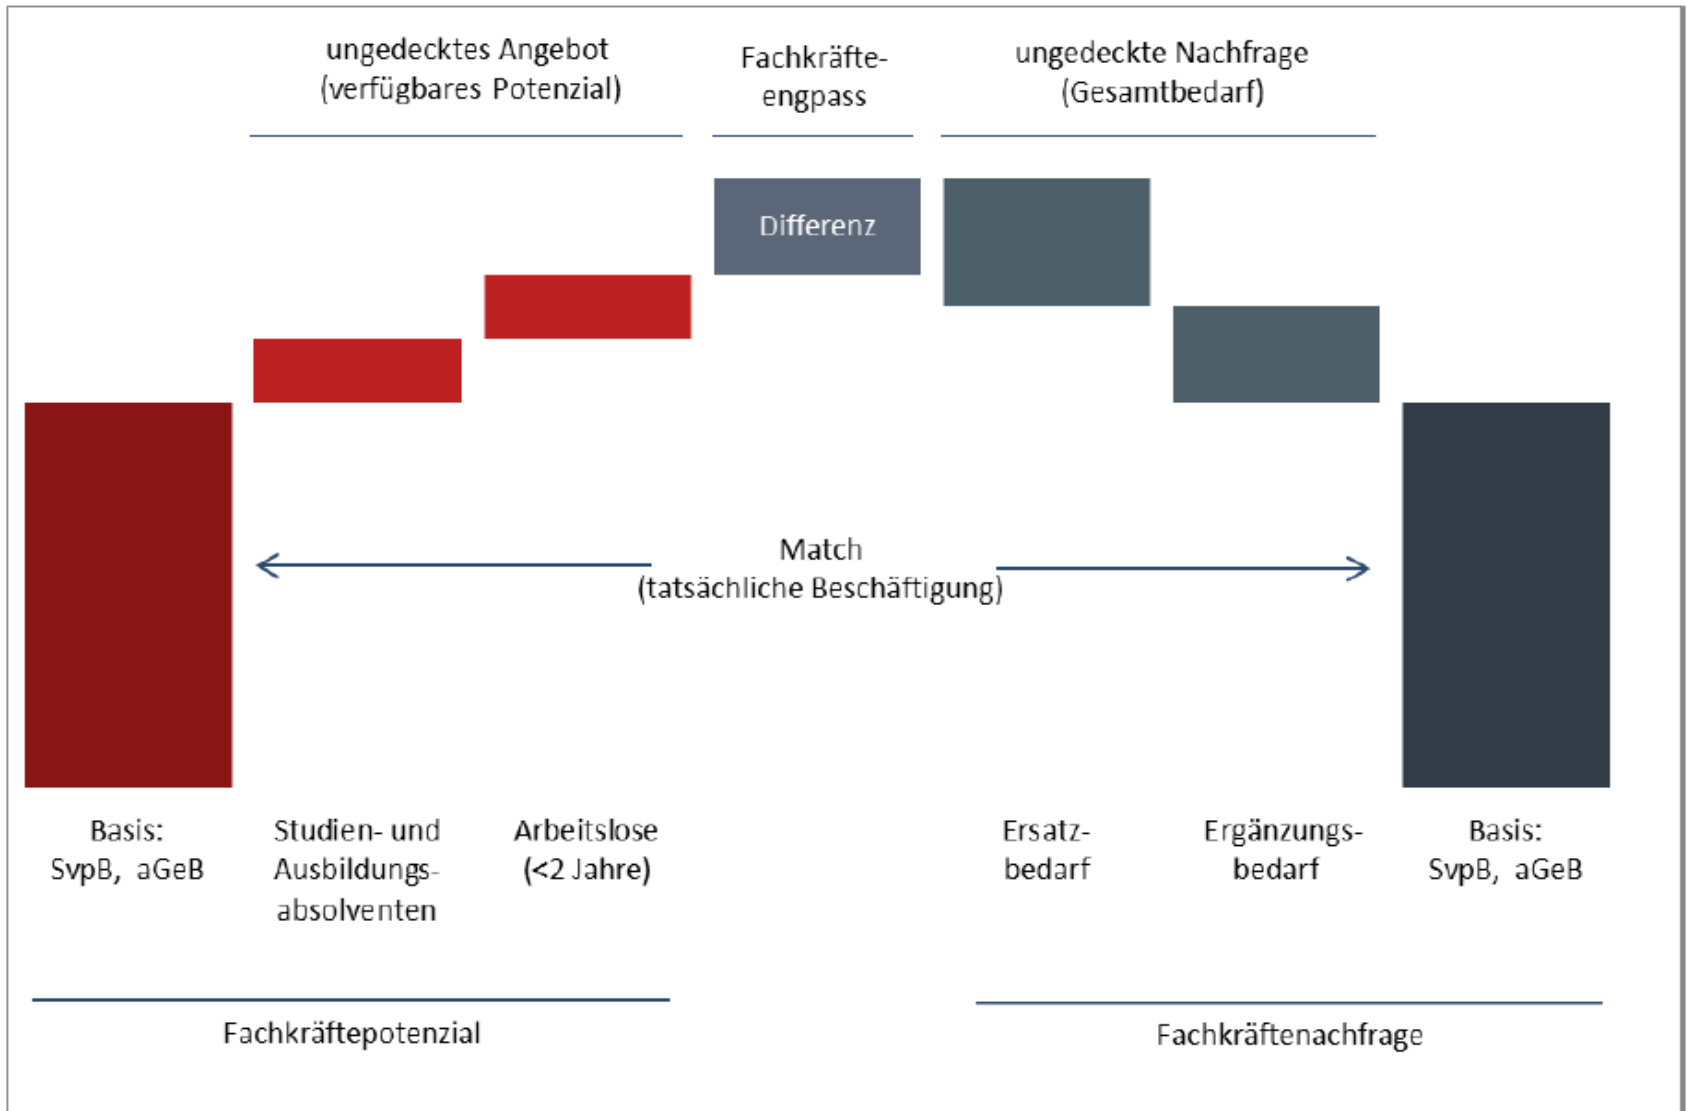 ungedecktes Angebot
(verfügbares Potenzial)
Fachkräfte-
engpass
ungedeckte Nachfrage
(Gesamtbedarf)
Differenz
Match
(tatsächliche Beschäftigung)
Basis:
SvpB, aGeB
Studien- und
Ausbildungs-
absolventen
Arbeitslose
(<2 Jahre)
Ersatz-
bedarf
Ergänzungs-
bedarf
Basis:
SvpB, aGeB
Fachkräftepotenzial
Fachkräftenachfrage